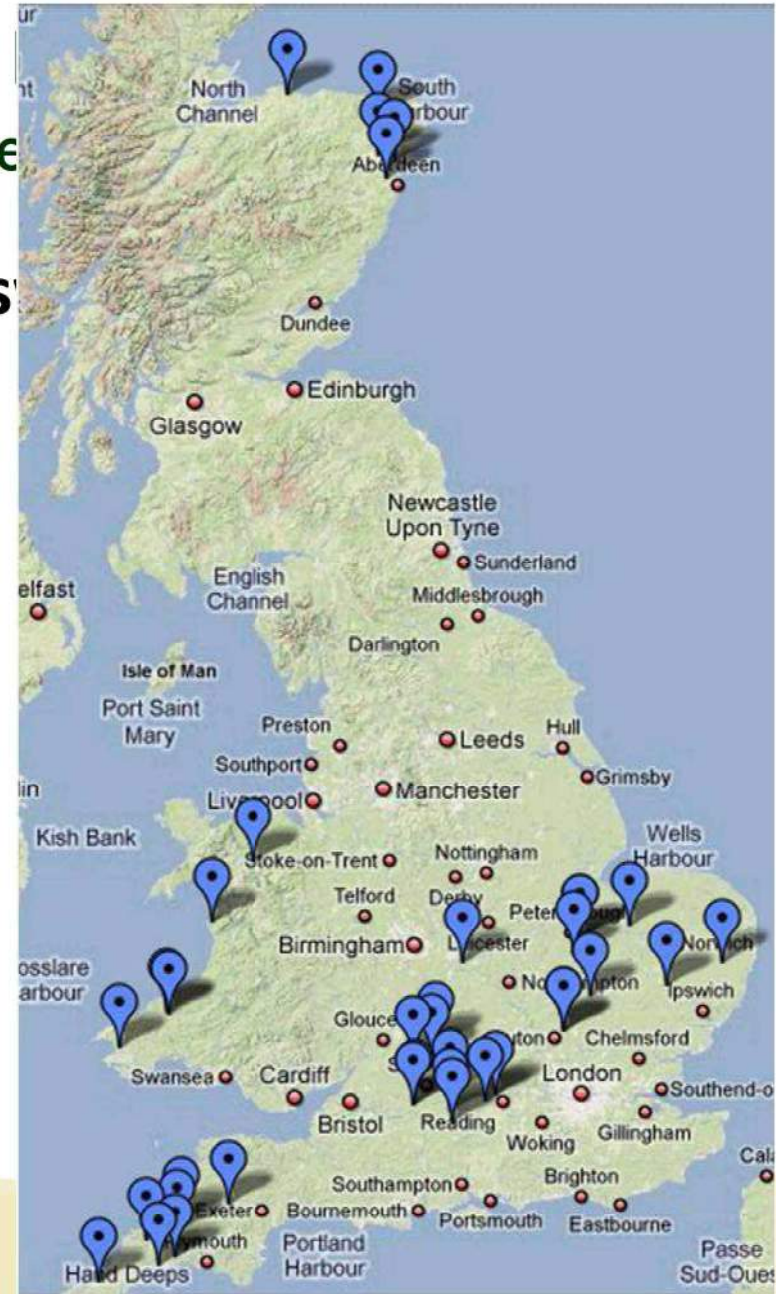 North
Channel
South
Aberdeen
Dundee
Edinburgh
Glasgow
Newcastle
Upon Tyne
Sunderland
English
Channel
elfast
Middlesbrough
Darlington
Isle of Man
Port Saint
Mary
Preston
Leeds
Hull
Southport
Grimsby
Manchester
Liverpool
Kish Bank
Wells
Harbour
Stoke-on-Trent
Nottingham
Telford
Derby
Birmingham
Leicester
Norwich
Ipswich
Chelmsford
Swansea
Cardiff
London
Bristol
Reading
Southend-o
Gillingham
Woking
Southampton
Brighton
Exeter
Bournemouth
Portsmouth
Eastbourne
Portland
Harbour
Passe
Sud-Oues